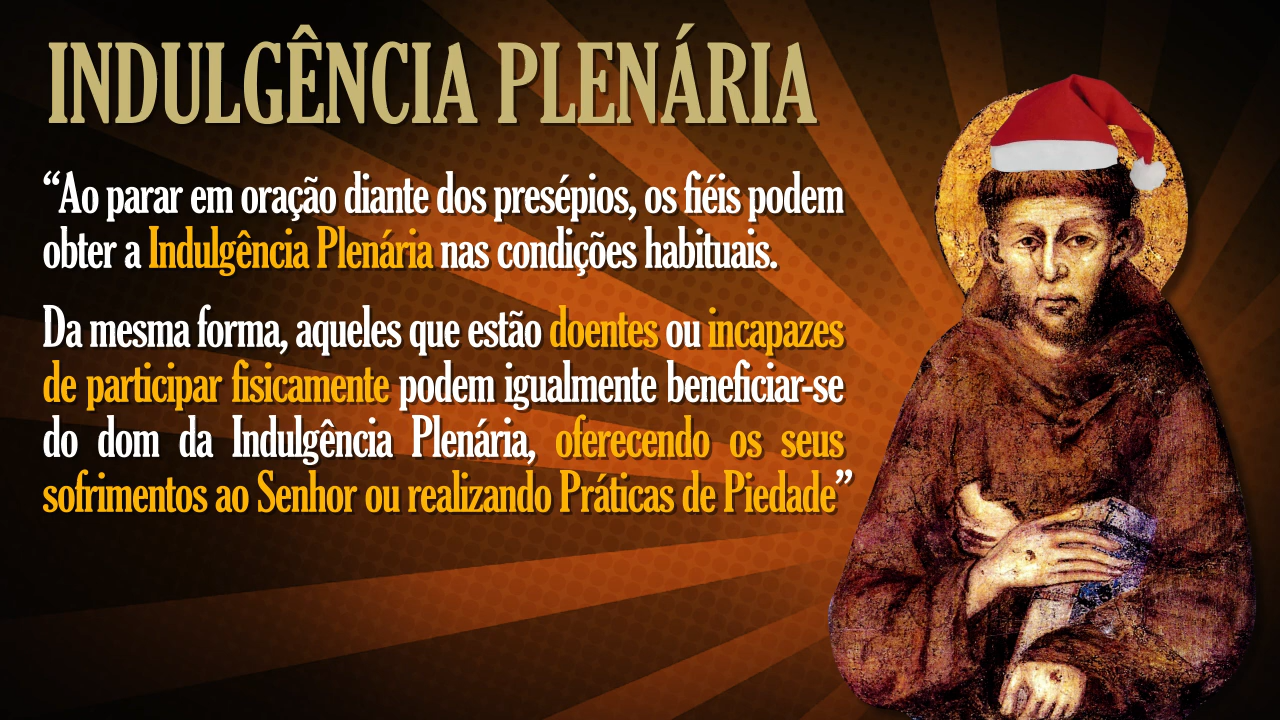 INDULGÊNCIA PLENÁRIA
“Ao parar em oração diante dos presépios, os fiéis podem
obter a Indulgência Plenária nas condições habituais.
Da mesma forma, aqueles que estão doentes ou incapazes
de participar fisicamente podem igualmente beneficiar-se
do dom da Indulgência Plenária, oferecendo os seus
sofrimentos ao Senhor ou realizando Práticas de Piedade”